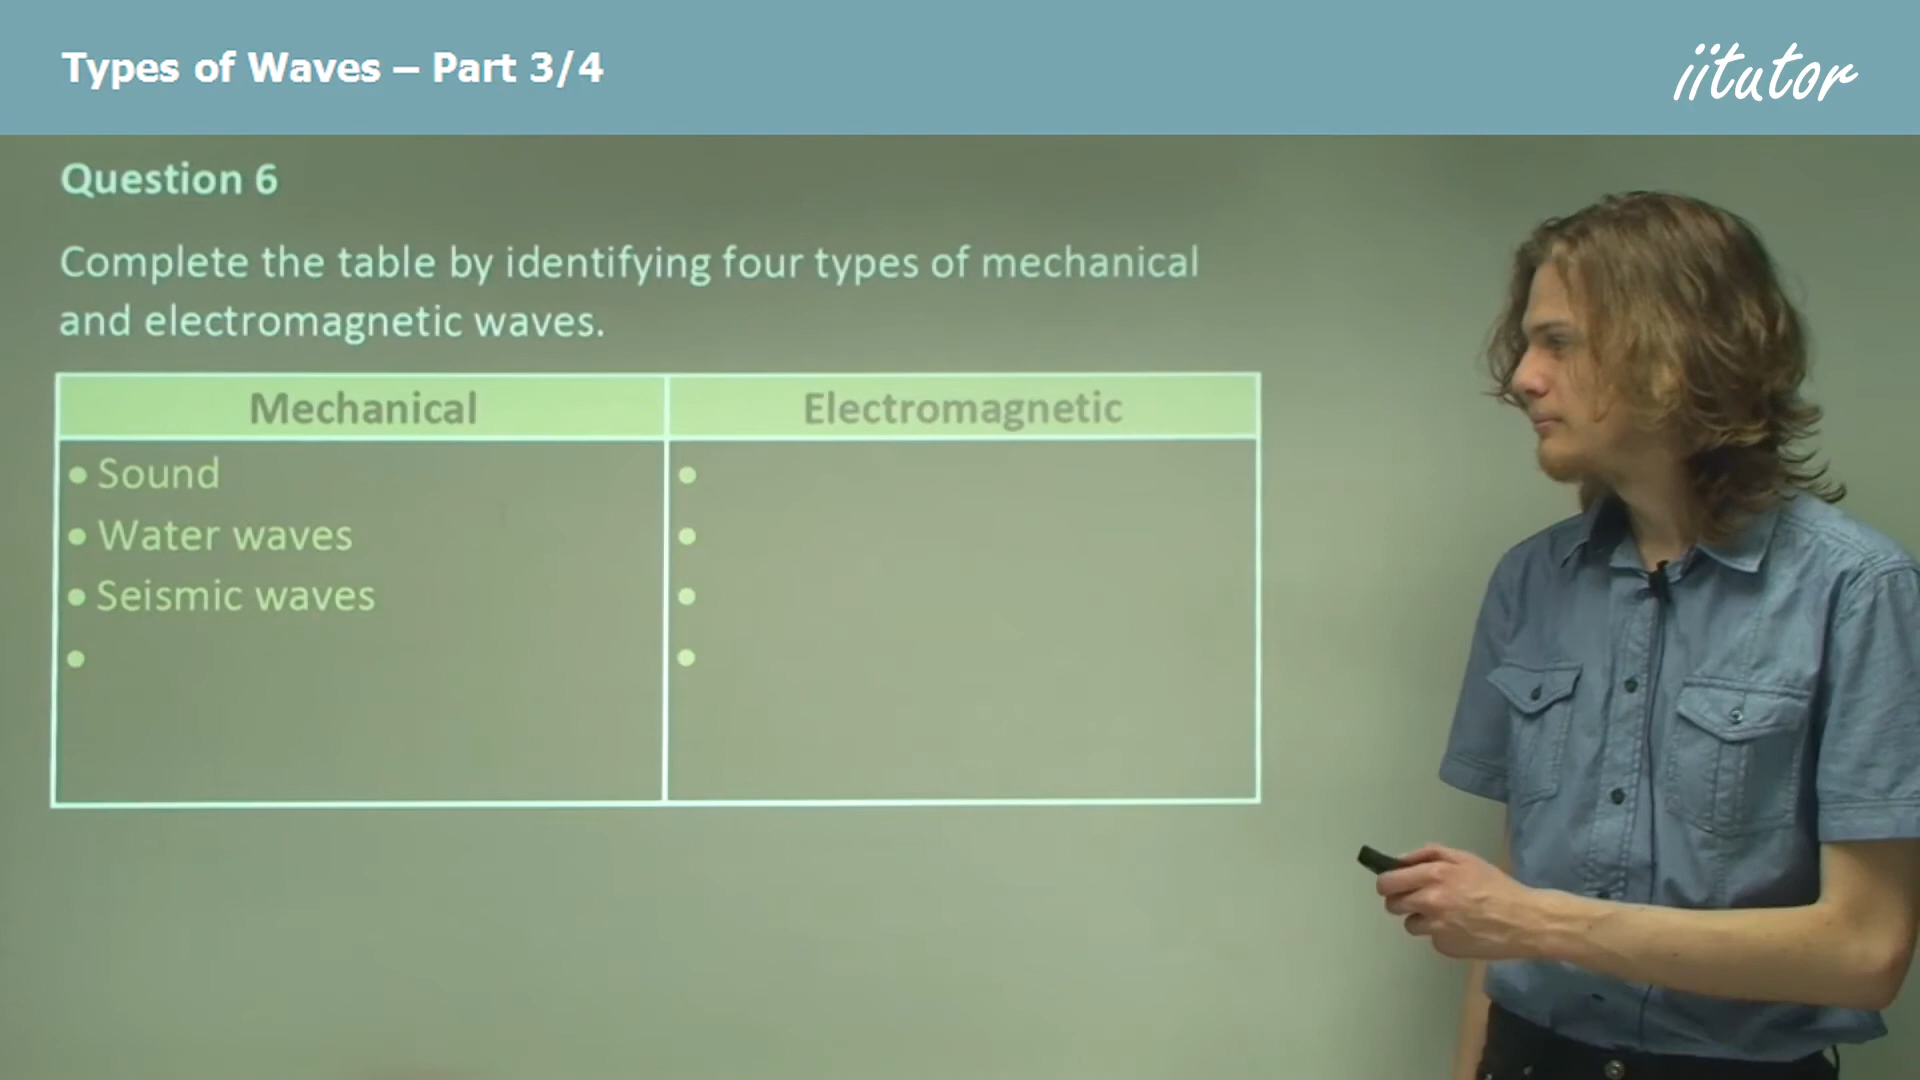 Types of Waves – Part 3/4
iitutor
Question 6
Complete the table by identifying four types of mechanical
and electromagnetic waves.
Mechanical
Electromagnetic
• Sound
• Water waves
• Seismic waves
•
•
•
•
•